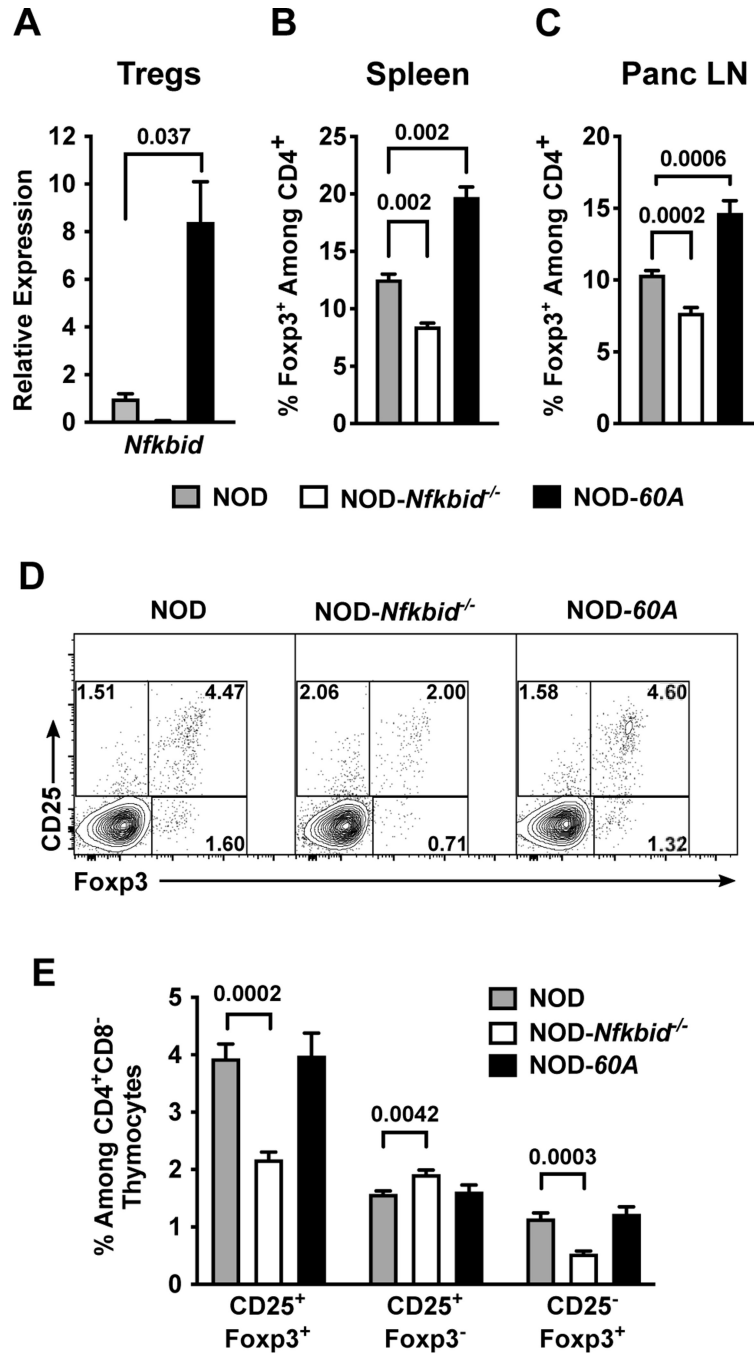 A
B
C
Tregs
Spleen
Panc LN
Relative Expression
12
10
8
6
4
2
0
0.037
Nfkbid
% Foxp3+ Among CD4+
25
20
15
10
5
0
0.002
0.002
% Foxp3+ Among CD4+
20
15
10
5
0
0.0006
0.0002
NOD
NOD-Nfkbid-/-
NOD-60A
D
NOD
NOD-Nfkbid-/-
NOD-60A
1.51
4.47
2.06
2.00
1.58
4.60
1.60
0.71
1.32
CD25
Foxp3
E
% Among CD4+CD8-
Thymocytes
5
4
3
2
1
0
0.0002
0.0042
0.0003
NOD
NOD-Nfkbid-/-
NOD-60A
CD25+
Foxp3+
CD25+
Foxp3-
CD25-
Foxp3+